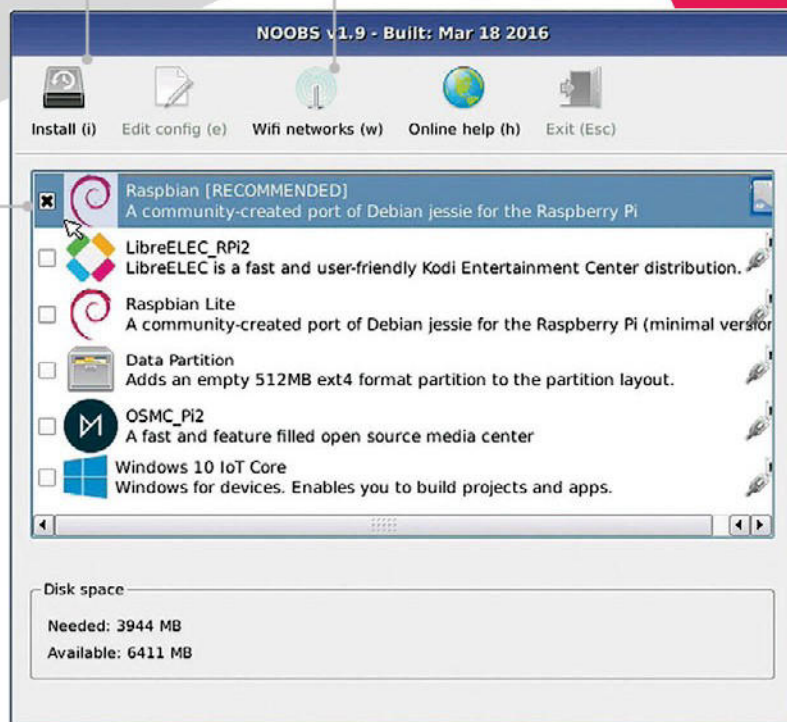 NOOBS v1.9 - Built: Mar 18 2016
Install (i)
Edit config (e)
Wifi networks (w)
Online help (h)
Exit (Esc)
Raspbian [RECOMMENDED]
A community-created port of Debian jessie for the Raspberry Pi
LibreELEC_RPi2
LibreELEC is a fast and user-friendly Kodi Entertainment Center distribution.
Raspbian Lite
A community-created port of Debian jessie for the Raspberry Pi (minimal version
Data Partition
Adds an empty 512MB ext4 format partition to the partition layout.
OSMC_Pi2
A fast and feature filled open source media center
Windows 10 IoT Core
Windows for devices. Enables you to build projects and apps.
Disk space
Needed: 3944 MB
Available: 6411 MB